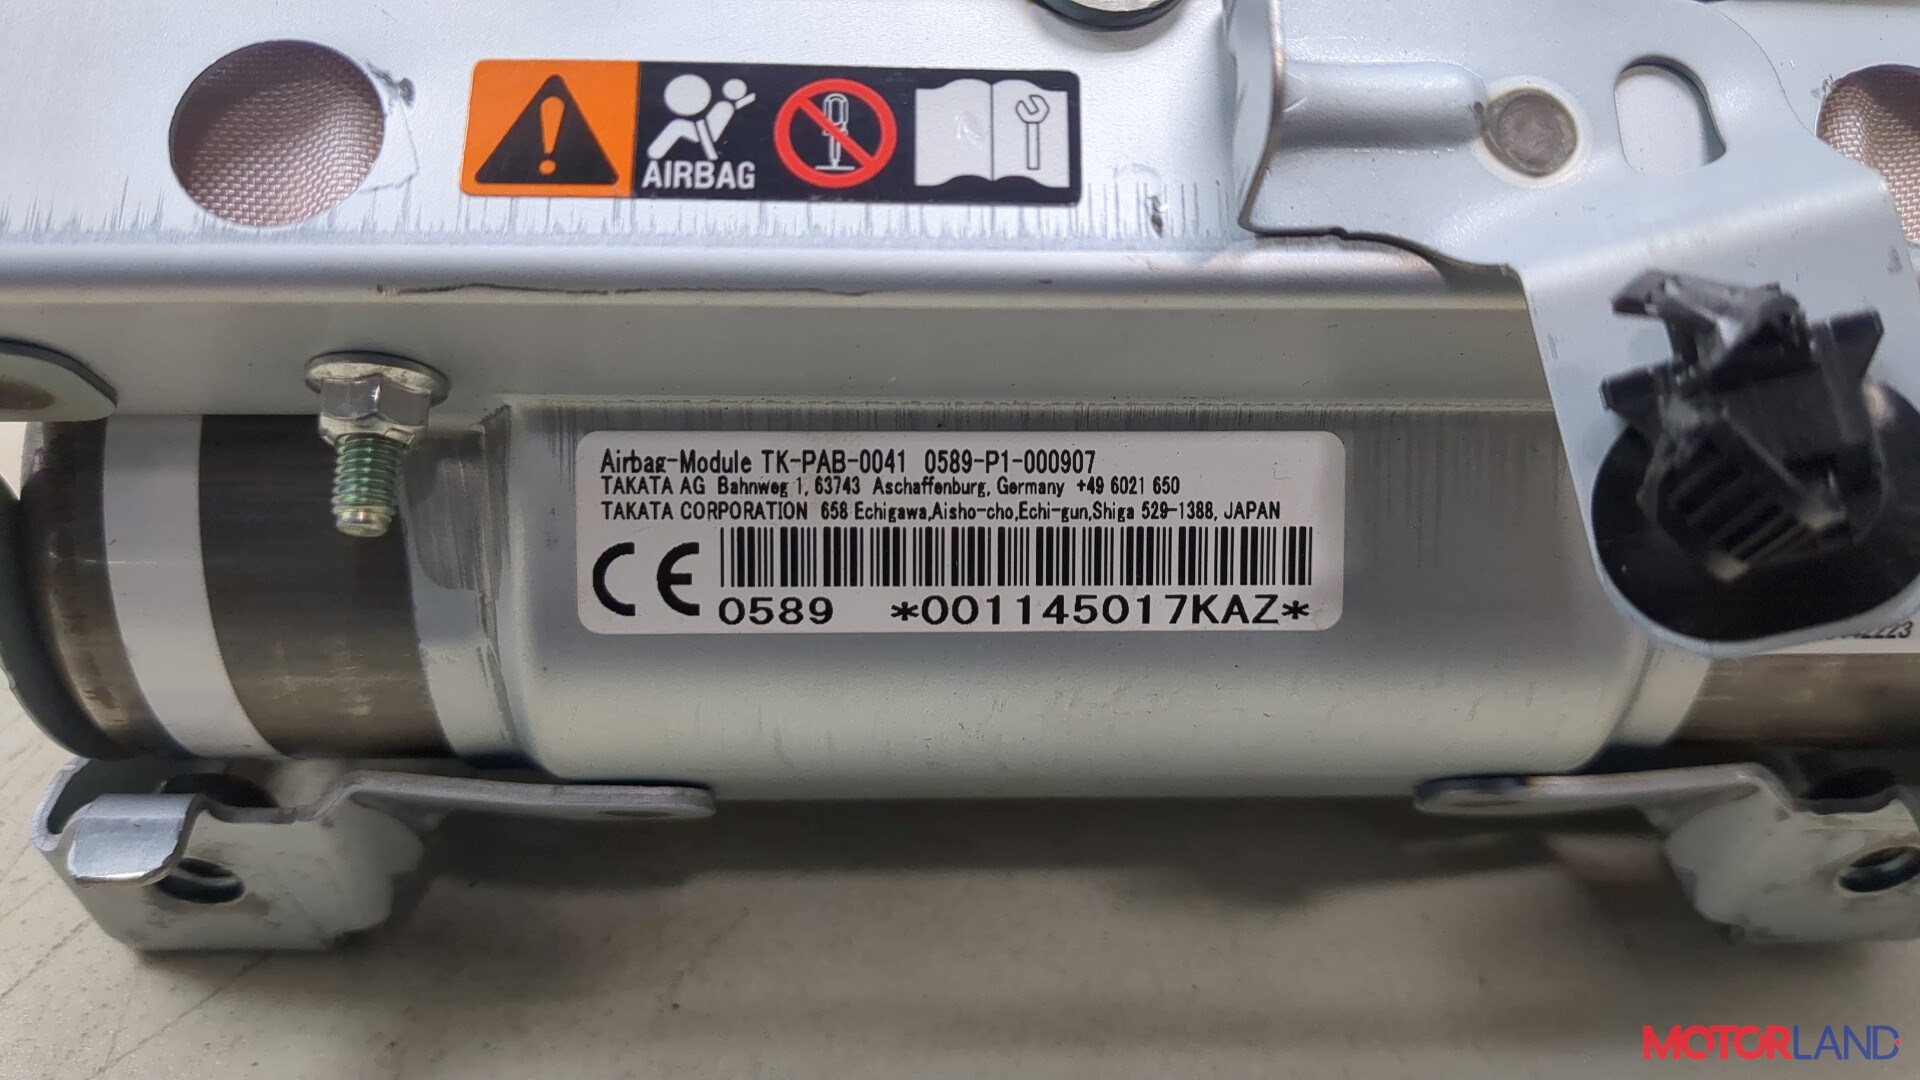 AIRBAG
Airbag-Module TK-PAB-0041 0589-P1-000907
TAKATA AG Bahnweg 1, 63743 Aschaffenburg, Germany +49 6021 650
TAKATA CORPORATION 658 Echigawa,Aisho-cho,Echi-gun,Shiga 529-1388, JAPAN
CE
0589 *001145017KAZ*
MOTORLAND